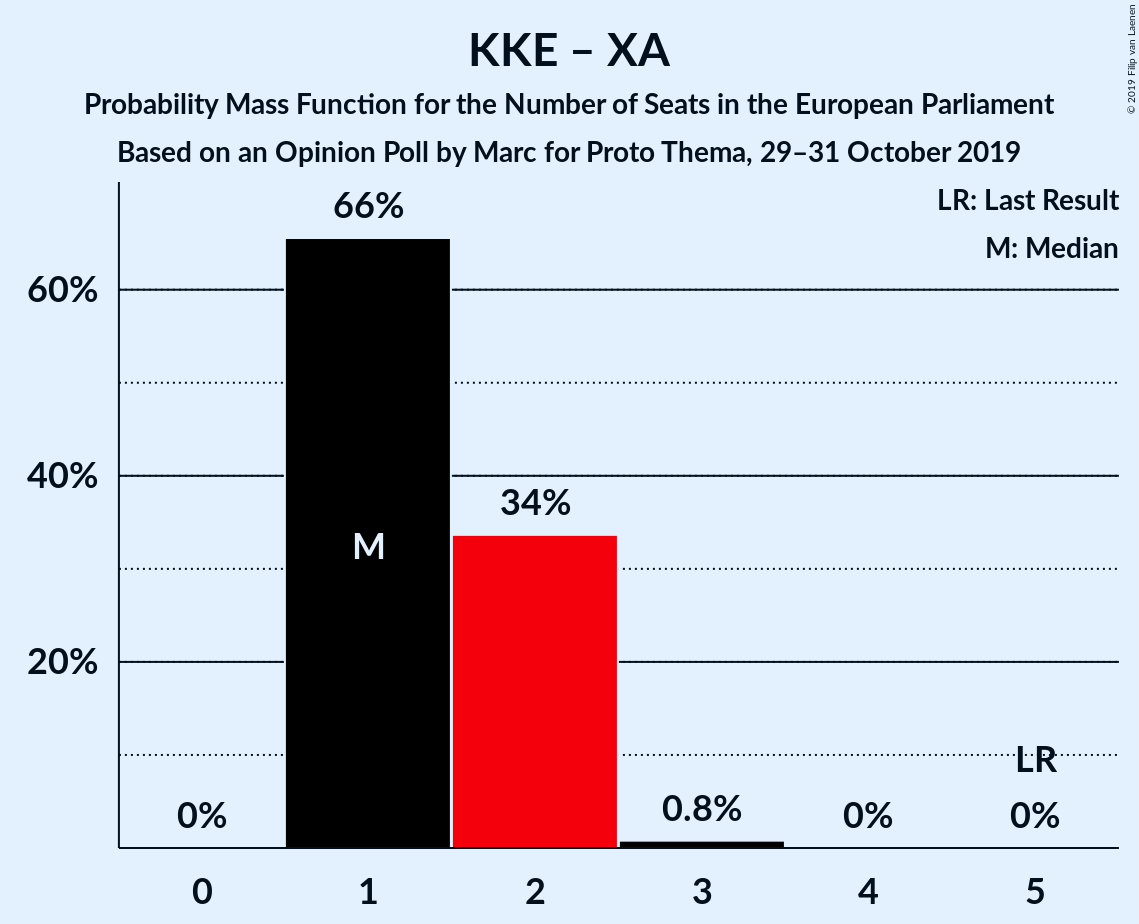 KKE – XA
Probability Mass Function for the Number of Seats in the European Parliament
Based on an Opinion Poll by Marc for Proto Thema, 29–31 October 2019
© 2019 Filip van Laenen
LR: Last Result
M: Median
66%
60%
40%
34%
M
20%
LR
0%
0.8%
0%
0%
0
1
2
3
4
5